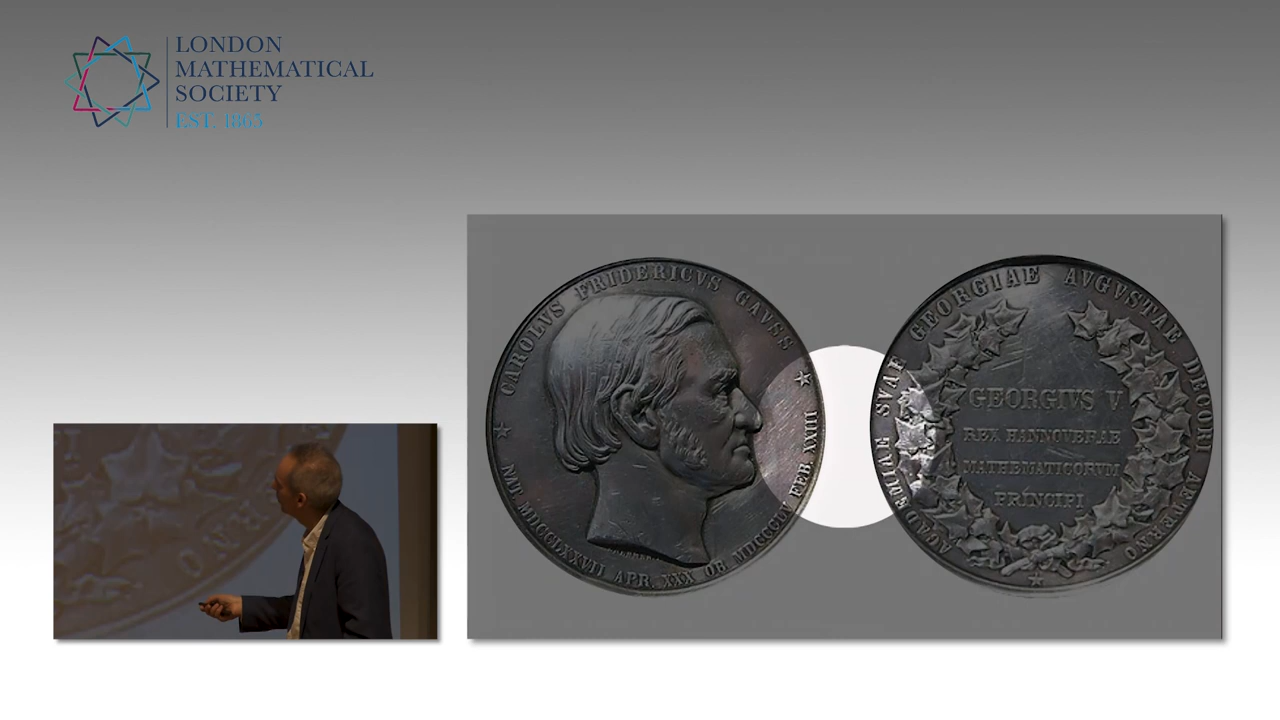 LONDON
MATHEMATICAL
SOCIETY
EST. 1865
CAROLVS FRIDERICVS GAVSS
NAT. MDCCLXXVII APR. XXX OB MDCCCLV FEB. XXIII
ACADEMIAE SVAE GEORGIAE AVGVSTAE DECORI AETERNO
GEORGIVS V
REX HANNOVERAE
MATHEMATICORVM
PRINCIPI
RNO